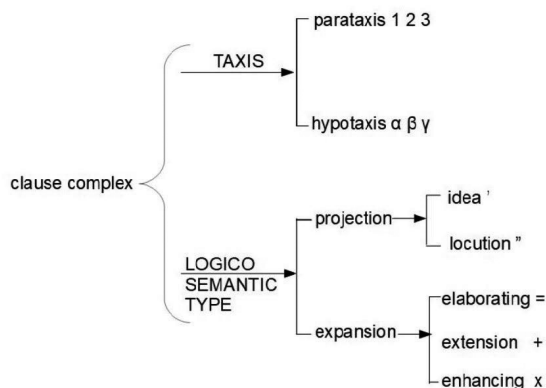 parataxis 1 2 3
TAXIS
hypotaxis α β γ
clause complex
idea ’
projection
locution ”
LOGICO
SEMANTIC
TYPE
elaborating =
expansion
extension +
enhancing x